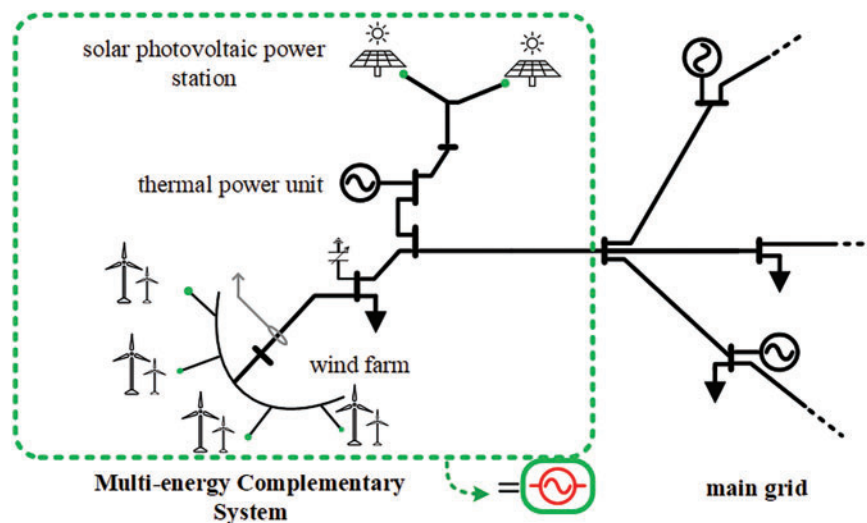 solar photovoltaic power
station
thermal power unit
wind farm
Multi-energy Complementary
System
=
main grid